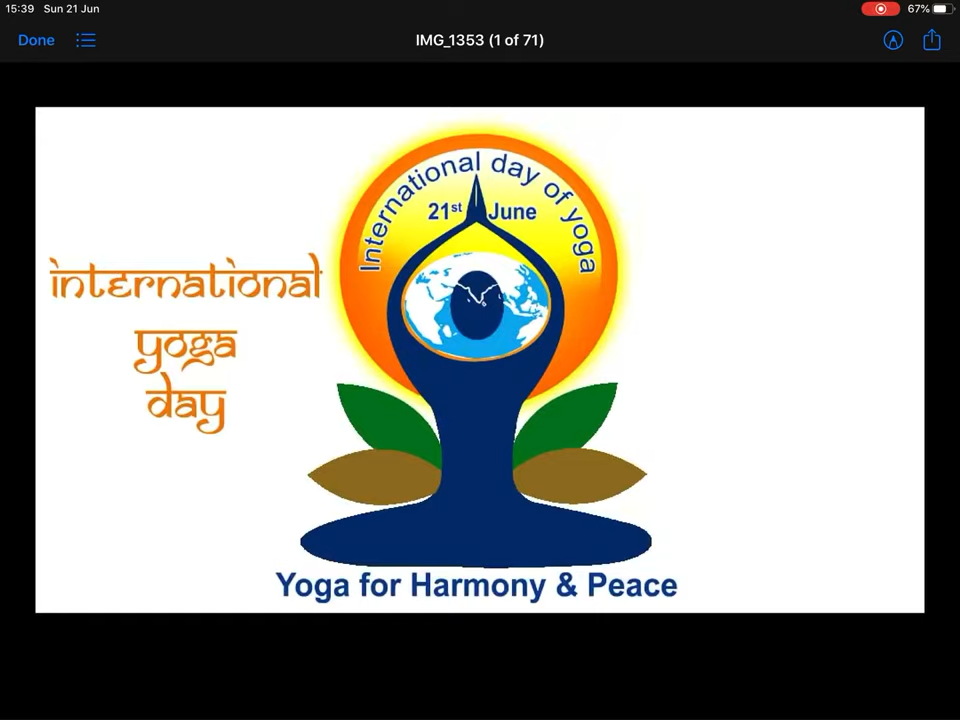 15:39 Sun 21 Jun
67%
Done
IMG_1353 (1 of 71)
International day of yoga
21st June
international
yoga
day
Yoga for Harmony & Peace